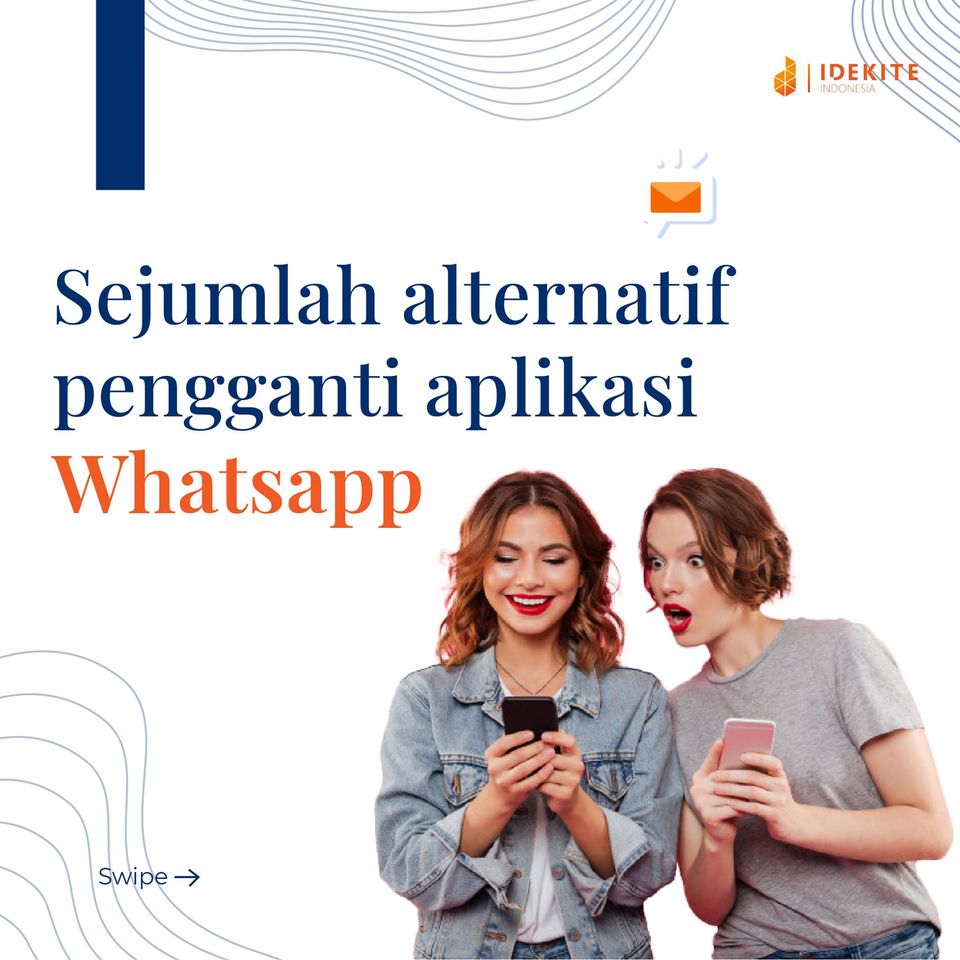 IDEKITE
INDONESIA
Sejumlah alternatif
pengganti aplikasi
Whatsapp
Swipe →